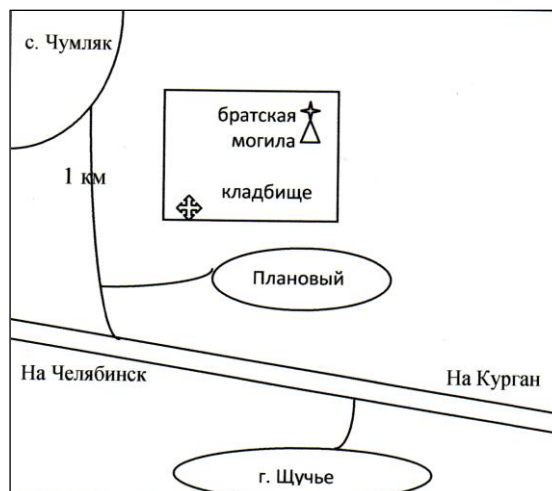 с. Чумляк
братская
могила
1 км
кладбище
Плановый
На Челябинск
На Курган
г. Щучье